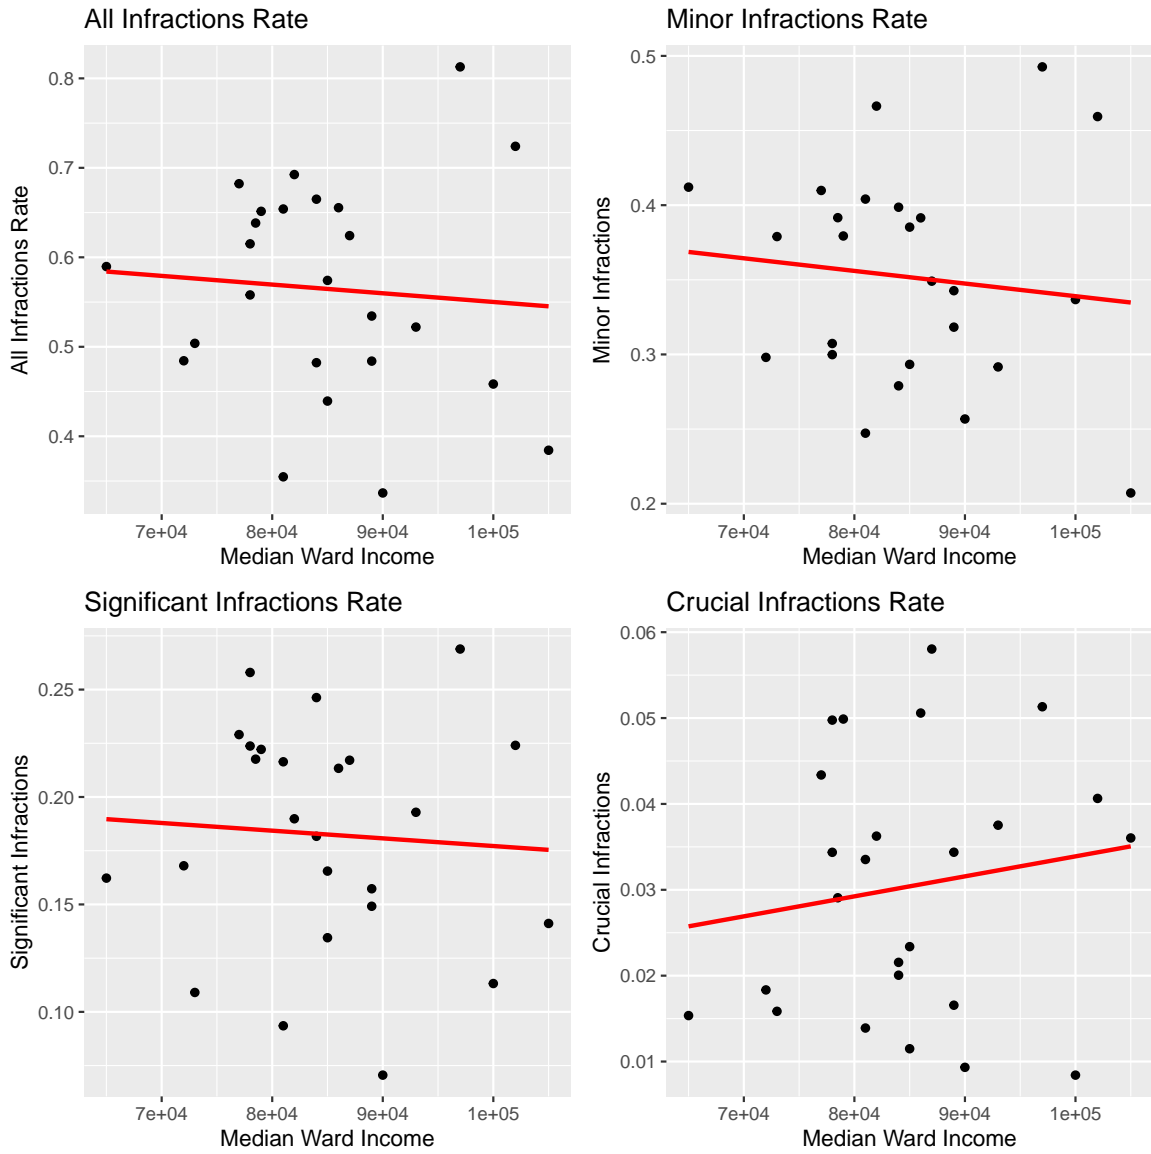 All Infractions Rate
All Infractions Rate
0.8
0.7
0.6
0.5
0.4
7e+04 8e+04 9e+04 1e+05
Median Ward Income
Minor Infractions Rate
Minor Infractions
0.5
0.4
0.3
0.2
7e+04 8e+04 9e+04 1e+05
Median Ward Income
Significant Infractions Rate
Significant Infractions
0.25
0.20
0.15
0.10
7e+04 8e+04 9e+04 1e+05
Median Ward Income
Crucial Infractions Rate
Crucial Infractions
0.06
0.05
0.04
0.03
0.02
0.01
7e+04 8e+04 9e+04 1e+05
Median Ward Income